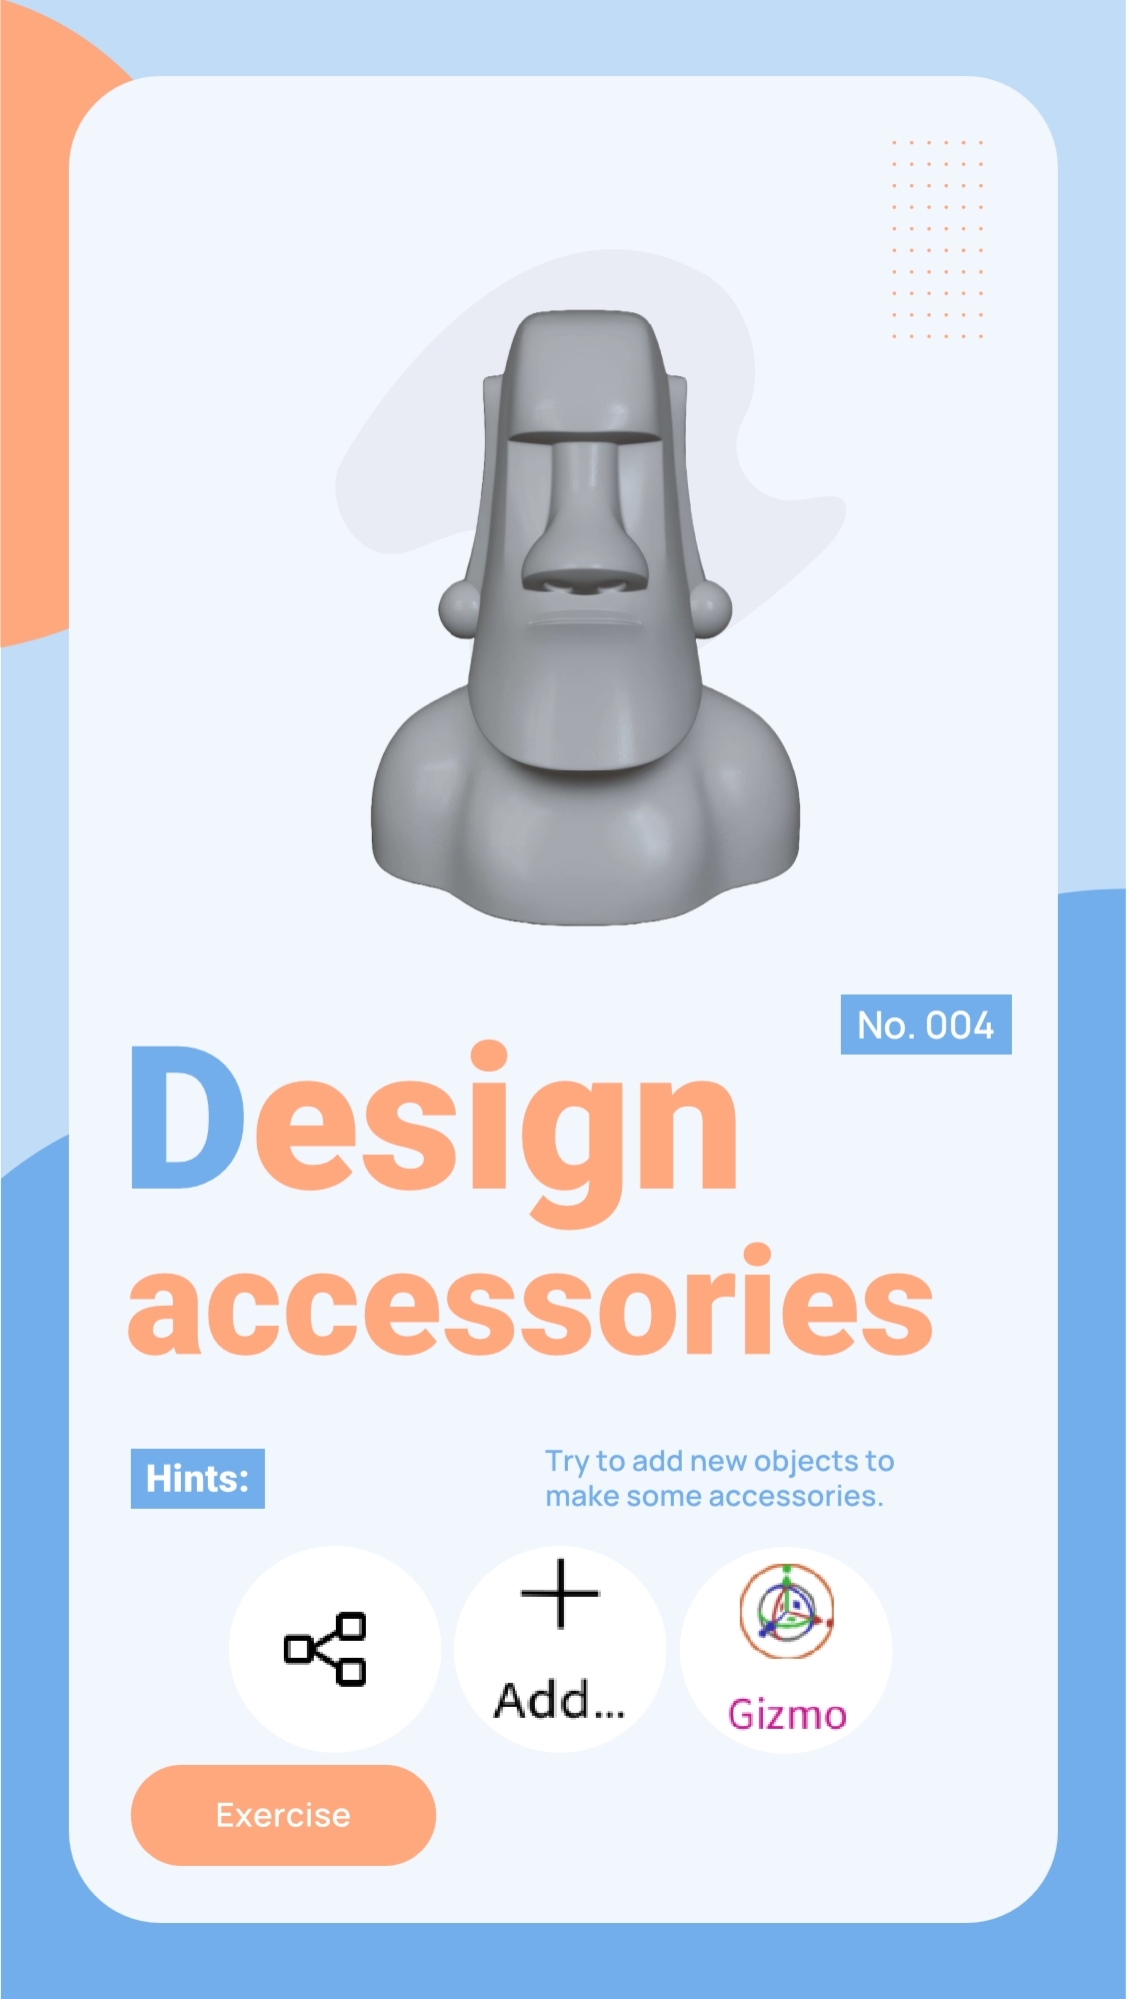 No. 004
Design
accessories
Hints:
Try to add new objects to
make some accessories.
Add...
Gizmo
Exercise